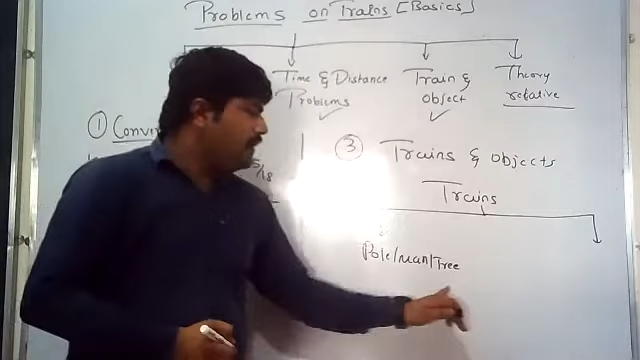 Problems on Trains [Basics]
Time & Distance
Problems
Train &
object
Theory
relative
① Conver
5/18
③ Trains & objects
Trains
Pole/man/Tree